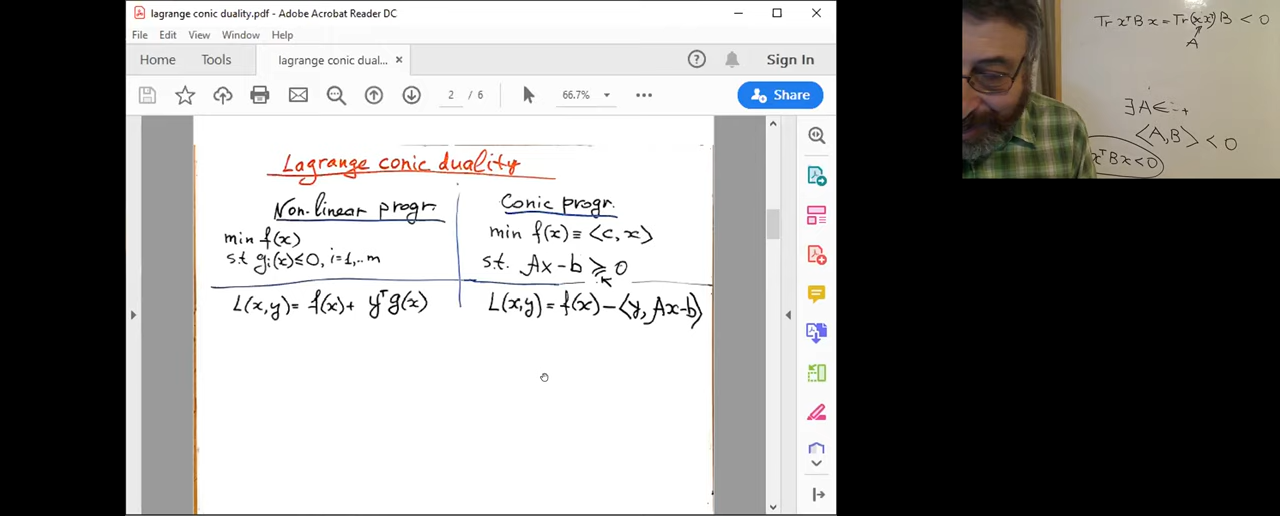 lagrange conic duality.pdf - Adobe Acrobat Reader DC
File Edit View Window Help
Home Tools lagrange conic dual... × Sign In
2 / 6 66.7% Share
Lagrange conic duality
Non-linear progr.
min f(x)
s.t gi(x)≤0, i=1,..m
L(x,y)= f(x)+ yᵀg(x)
Conic progr.
min f(x) ≡ ⟨c, x⟩
s.t. Ax-b ≥ₖ 0
L(x,y)= f(x) - ⟨y, Ax-b⟩
Tr xᵀBx = Tr(xxᵀ)B < 0
A
⟨A,B⟩ < 0
xᵀBx<0